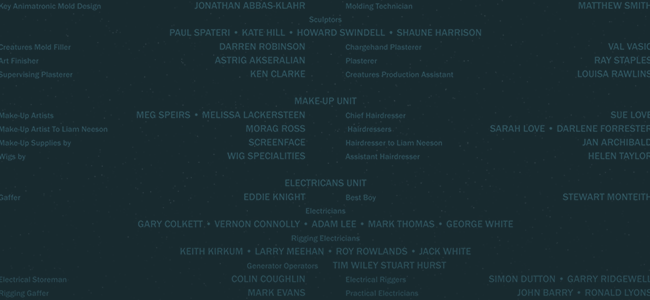 Key Animatronic Mold Design JONATHAN ABBAS-KLAHR Molding Technician MATTHEW SMITH
Sculptors
PAUL SPATERI • KATE HILL • HOWARD SWINDELL • SHAUNE HARRISON
Creatures Mold Filler DARREN ROBINSON Chargehand Plasterer VAL VASIC
Art Finisher ASTRIG AKSERALIAN Plasterer RAY STAPLES
Supervising Plasterer KEN CLARKE Creatures Production Assistant LOUISA RAWLINS
MAKE-UP UNIT
Make-Up Artists MEG SPEIRS • MELISSA LACKERSTEEN Chief Hairdresser SUE LOVE
Make-Up Artist To Liam Neeson MORAG ROSS Hairdressers SARAH LOVE • DARLENE FORRESTER
Make-Up Supplies by SCREENFACE Hairdresser to Liam Neeson JAN ARCHIBALD
Wigs by WIG SPECIALITIES Assistant Hairdresser HELEN TAYLOR
ELECTRICANS UNIT
Gaffer EDDIE KNIGHT Best Boy STEWART MONTEITH
Electricians
GARY COLKETT • VERNON CONNOLLY • ADAM LEE • MARK THOMAS • GEORGE WHITE
Rigging Electricians
KEITH KIRKUM • LARRY MEEHAN • ROY ROWLANDS • JACK WHITE
Generator Operators TIM WILEY STUART HURST
Electrical Storeman COLIN COUGHLIN Electrical Riggers SIMON DUTTON • GARRY RIDGEWELL
Rigging Gaffer MARK EVANS Practical Electricians JOHN BARRY • RONALD LYONS